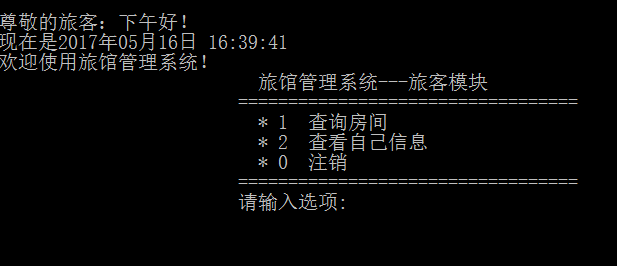 尊敬的旅客：下午好！
现在是2017年05月16日 16:39:41
欢迎使用旅馆管理系统！
旅馆管理系统---旅客模块
==================================
* 1 查询房间
* 2 查看自己信息
* 0 注销
==================================
请输入选项: